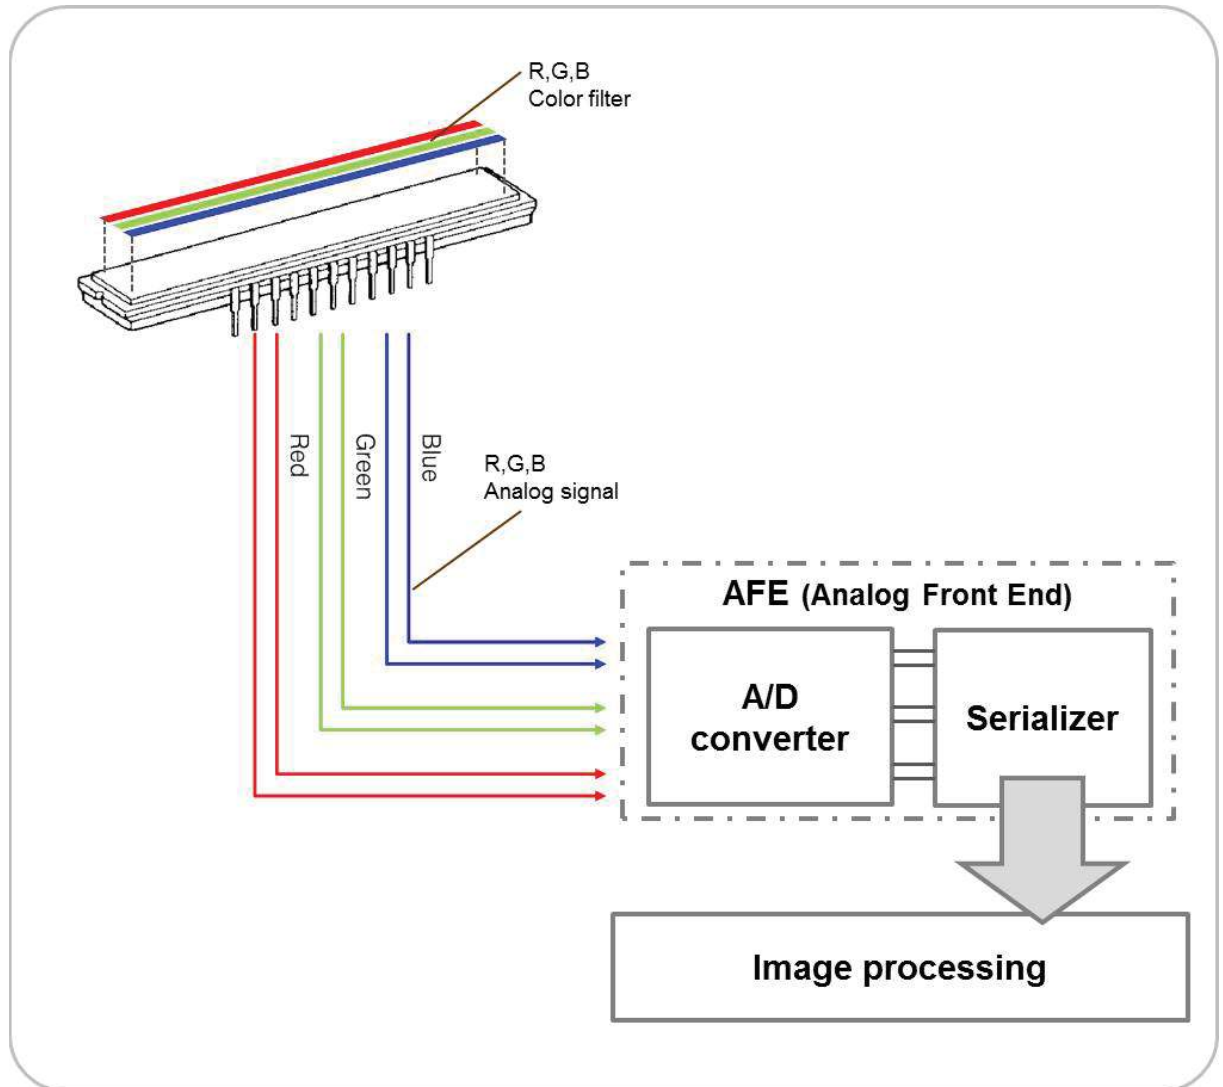 R,G,B
Color filter
Red
Green
Blue
R,G,B
Analog signal
AFE (Analog Front End)
A/D
converter
Serializer
Image processing